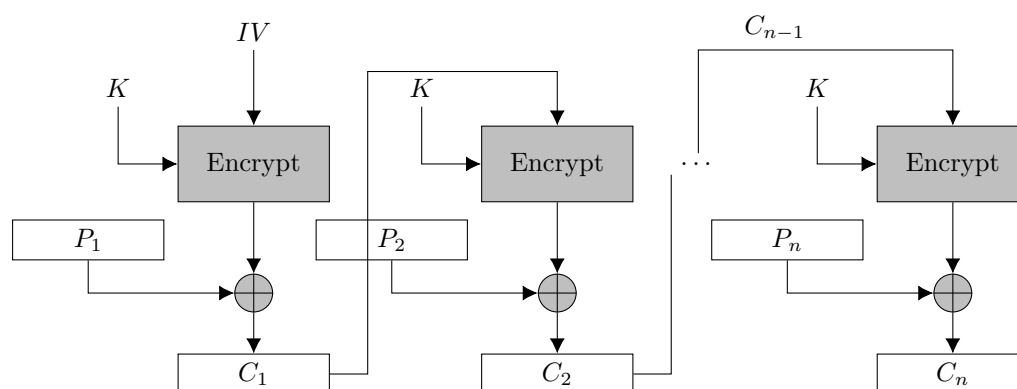 IV
C_{n−1}
K K K
Encrypt Encrypt ... Encrypt
P_1 P_2 P_n
C_1 C_2 C_n